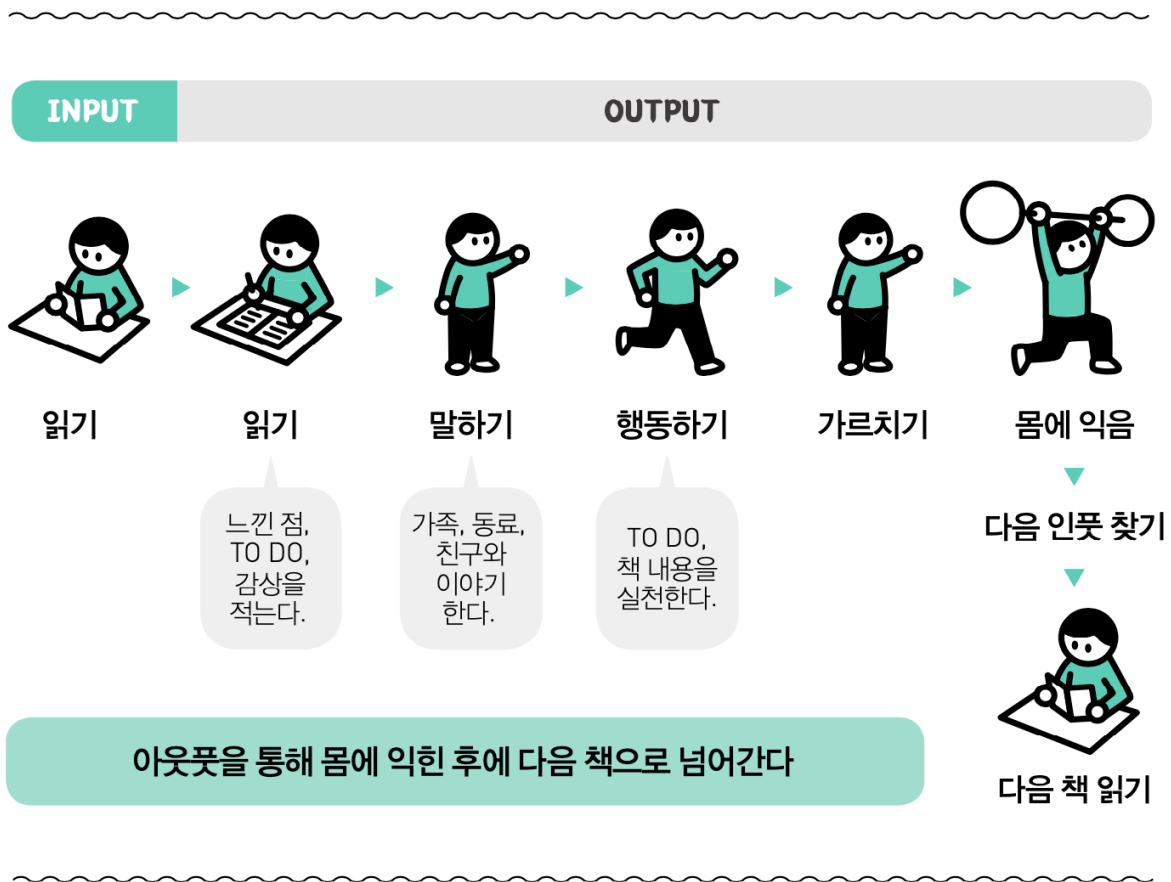 INPUT
OUTPUT
읽기
읽기
말하기
행동하기
가르치기
몸에 익음
느낀 점,
TO DO,
감상을
적는다.
가족, 동료,
친구와
이야기
한다.
TO DO,
책 내용을
실천한다.
다음 인풋 찾기
다음 책 읽기
아웃풋을 통해 몸에 익힌 후에 다음 책으로 넘어간다